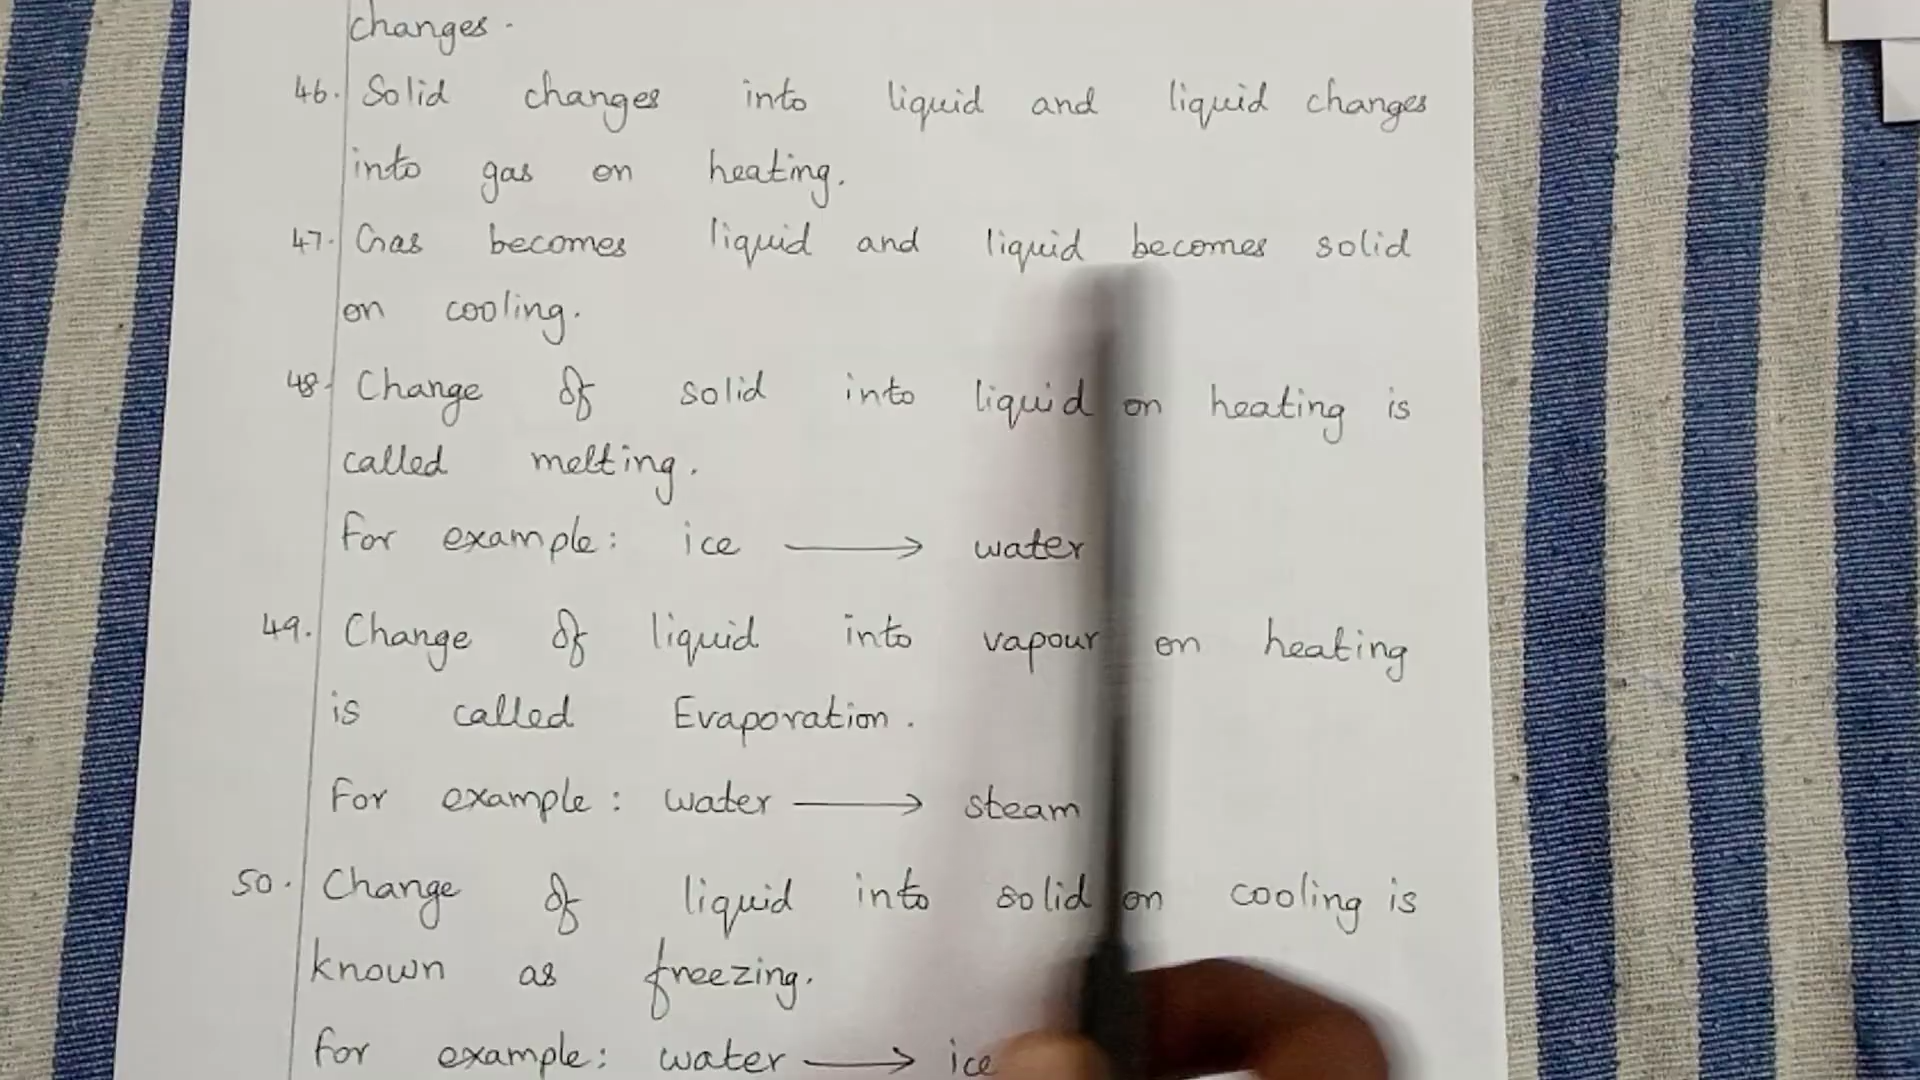 changes.
46. Solid changes into liquid and liquid changes
into gas on heating.
47. Gas becomes liquid and liquid becomes solid
on cooling.
48. Change of solid into liquid on heating is
called melting.
For example: ice → water
49. Change of liquid into vapour on heating
is called Evaporation.
For example: water → steam
50. Change of liquid into solid on cooling is
known as freezing.
For example: water → ice